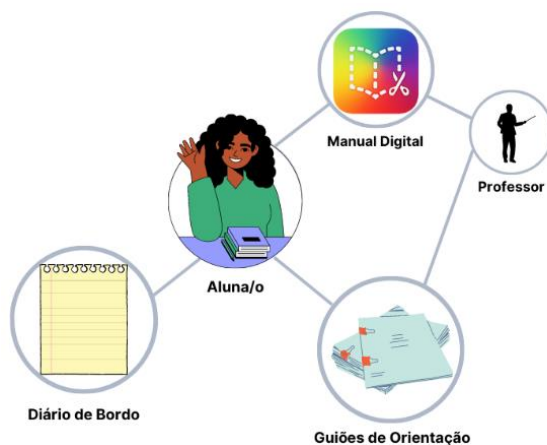 Manual Digital
Professor
Aluna/o
Diário de Bordo
Guiões de Orientação